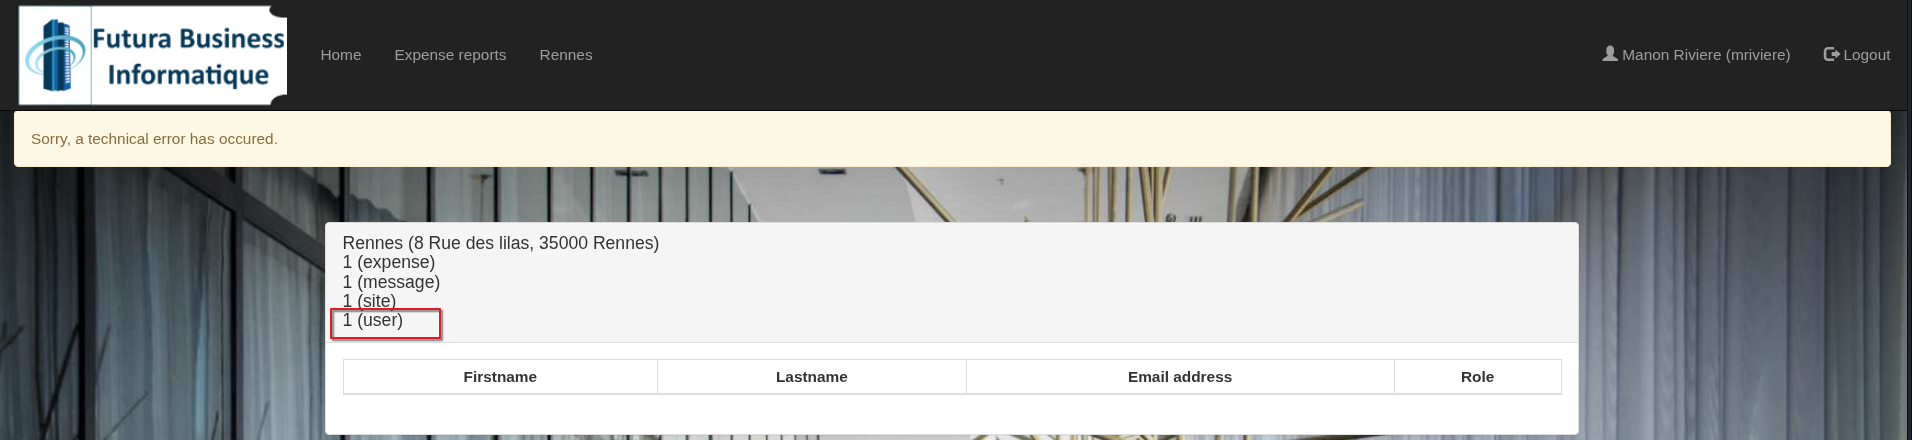 Futura Business
Informatique
Home Expense reports Rennes Manon Riviere (mriviere) Logout
Sorry, a technical error has occured.
Rennes (8 Rue des lilas, 35000 Rennes)
1 (expense)
1 (message)
1 (site)
1 (user)
Firstname Lastname Email address Role